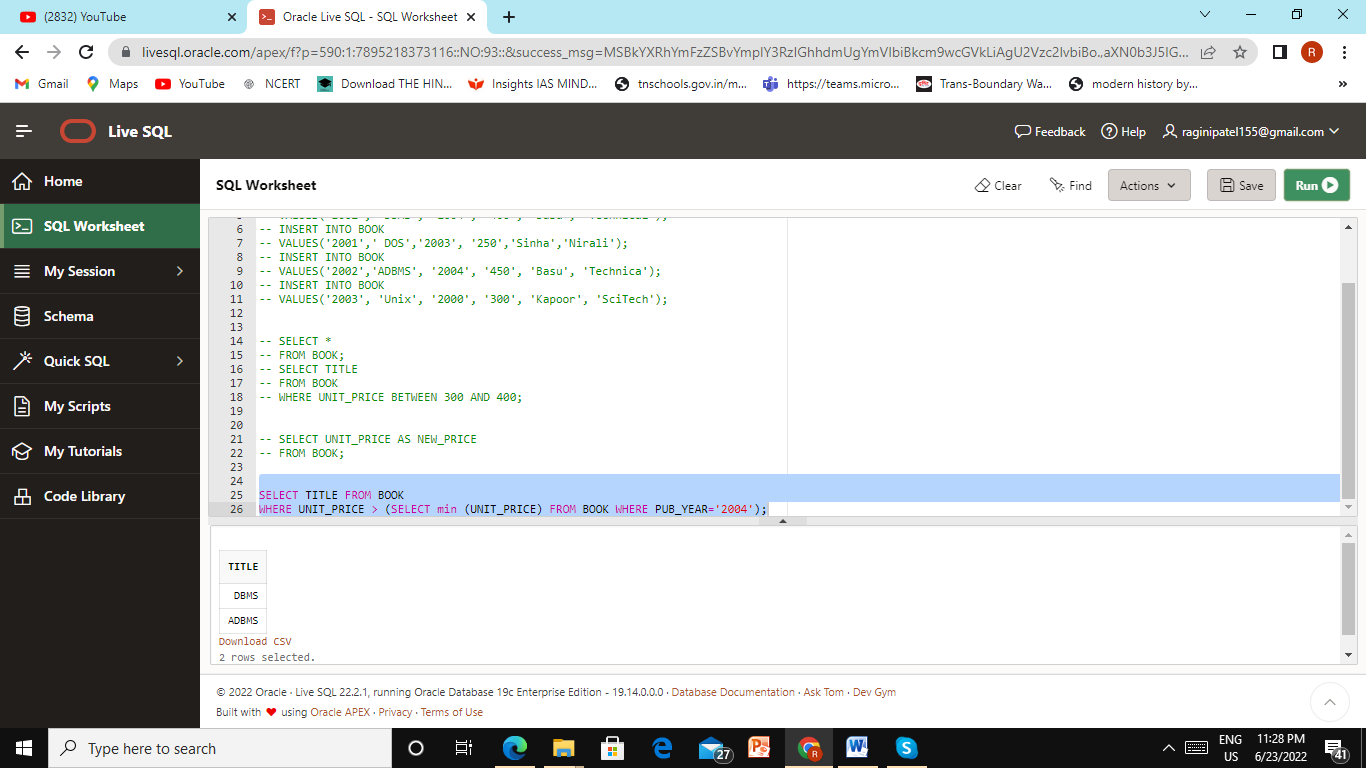 (2832) YouTube
Oracle Live SQL - SQL Worksheet
livesql.oracle.com/apex/f?p=590:1:7895218373116::NO:93::&success_msg=MSBkYXRhYmFzZSBvYmplY3RzIGhhdmUgYmVlbiBkcm9wcGVkLiAgU2Vzc2lvbiBo.,aXN0b3J5IG...
R
Gmail
Maps
YouTube
NCERT
Download THE HIN...
Insights IAS MIND...
tnschools.gov.in/m...
https://teams.micro...
Trans-Boundary Wa...
modern history by...
Live SQL
Feedback
Help
raginipatel155@gmail.com
Home
SQL Worksheet
My Session
Schema
Quick SQL
My Scripts
My Tutorials
Code Library
SQL Worksheet
Clear
Find
Actions
Save
Run
6 -- INSERT INTO BOOK
7 -- VALUES('2001',' DOS','2003', '250','Sinha','Nirali');
8 -- INSERT INTO BOOK
9 -- VALUES('2002','ADBMS', '2004', '450', 'Basu', 'Technica');
10 -- INSERT INTO BOOK
11 -- VALUES('2003', 'Unix', '2000', '300', 'Kapoor', 'SciTech');
12
13
14 -- SELECT *
15 -- FROM BOOK;
16 -- SELECT TITLE
17 -- FROM BOOK
18 -- WHERE UNIT_PRICE BETWEEN 300 AND 400;
19
20
21 -- SELECT UNIT_PRICE AS NEW_PRICE
22 -- FROM BOOK;
23
24
25 SELECT TITLE FROM BOOK
26 WHERE UNIT_PRICE > (SELECT min (UNIT_PRICE) FROM BOOK WHERE PUB_YEAR='2004');
TITLE
DBMS
ADBMS
Download CSV
2 rows selected.
© 2022 Oracle · Live SQL 22.2.1, running Oracle Database 19c Enterprise Edition - 19.14.0.0.0 · Database Documentation · Ask Tom · Dev Gym
Built with ❤ using Oracle APEX · Privacy · Terms of Use
Type here to search
27
R
ENG
US
11:28 PM
6/23/2022
41